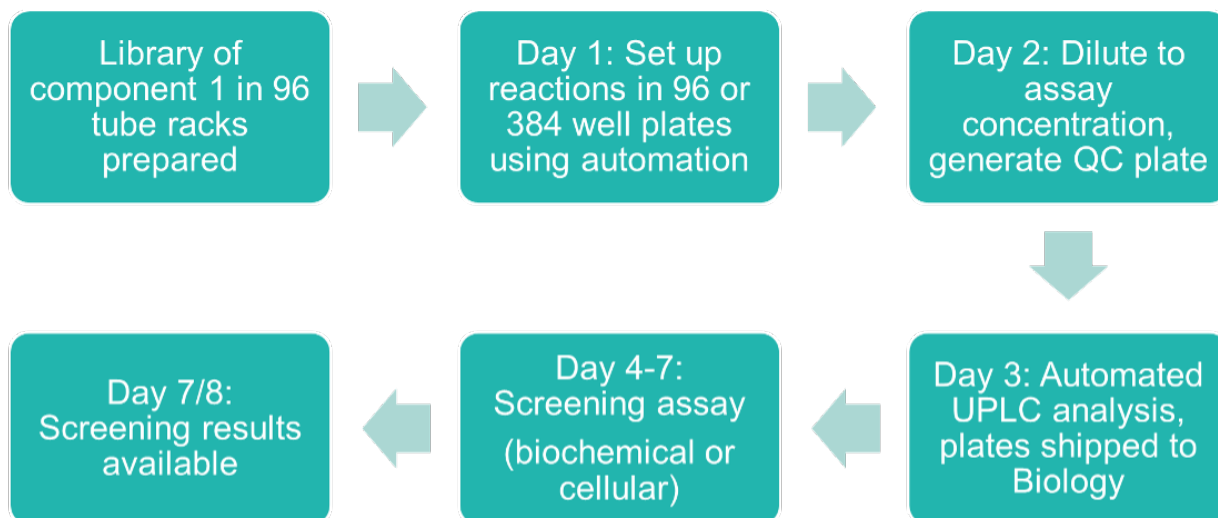 Library of
component 1 in 96
tube racks
prepared
Day 1: Set up
reactions in 96 or
384 well plates
using automation
Day 2: Dilute to
assay
concentration,
generate QC plate
Day 3: Automated
UPLC analysis,
plates shipped to
Biology
Day 4-7:
Screening assay
(biochemical or
cellular)
Day 7/8:
Screening results
available